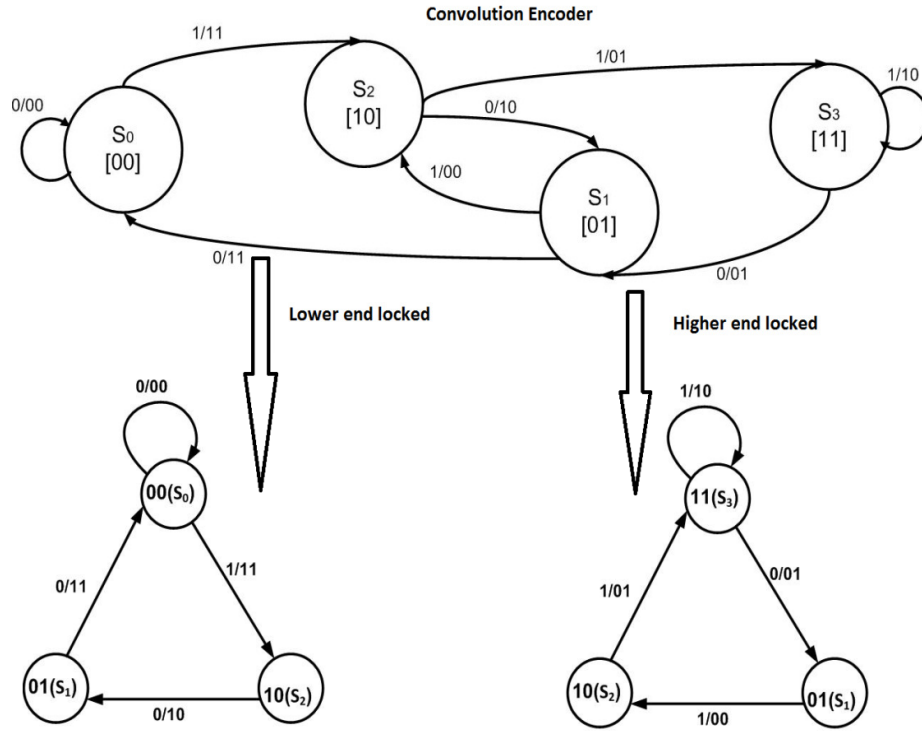 Convolution Encoder
1/11
1/01
1/10
0/00
S₂
[10]
S₃
[11]
S₀
[00]
0/10
1/00
S₁
[01]
0/11
0/01
Lower end locked
Higher end locked
0/00
1/10
00(S₀)
11(S₃)
0/11
1/11
1/01
0/01
01(S₁)
10(S₂)
0/10
10(S₂)
01(S₁)
1/00